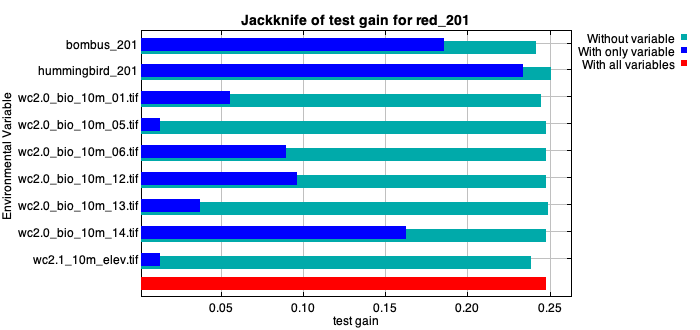 Jackknife of test gain for red_201
Without variable
With only variable
With all variables
Environmental Variable
bombus_201
hummingbird_201
wc2.0_bio_10m_01.tif
wc2.0_bio_10m_05.tif
wc2.0_bio_10m_06.tif
wc2.0_bio_10m_12.tif
wc2.0_bio_10m_13.tif
wc2.0_bio_10m_14.tif
wc2.1_10m_elev.tif
0.05 0.10 0.15 0.20 0.25
test gain